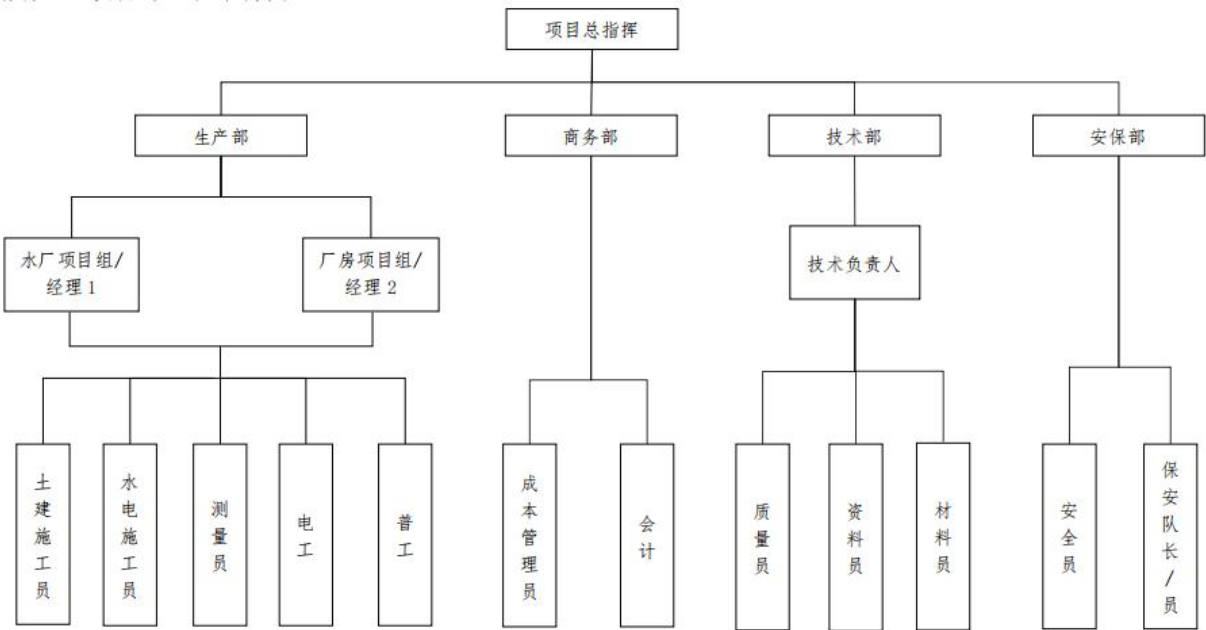 项目总指挥
生产部
商务部
技术部
安保部
水厂项目组/
经理1
厂房项目组/
经理2
技术负责人
土建施工员
水电施工员
测量员
电工
普工
成本管理员
会计
质量员
资料员
材料员
安全员
保安队长/员